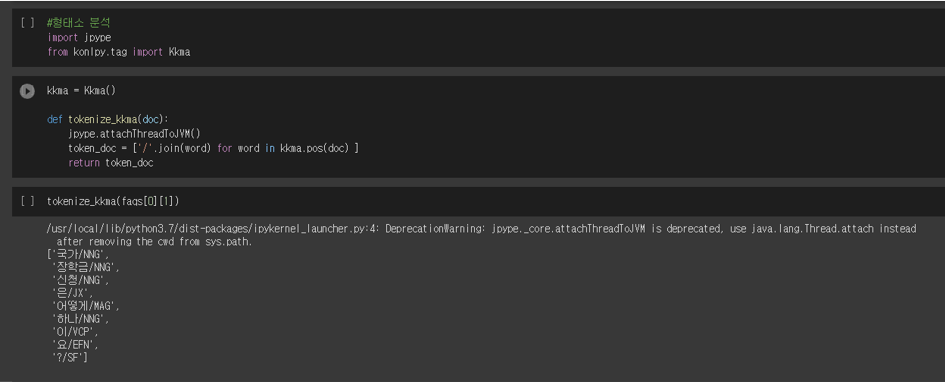 [ ] #형태소 분석
import jpype
from konlpy.tag import Kkma
kkma = Kkma()
def tokenize_kkma(doc):
jpype.attachThreadToJVM()
token_doc = ['/'.join(word) for word in kkma.pos(doc) ]
return token_doc
[ ] tokenize_kkma(faqs[0][1])
/usr/local/lib/python3.7/dist-packages/ipykernel_launcher.py:4: DeprecationWarning: jpype._core.attachThreadToJVM is deprecated, use java.lang.Thread.attach instead
after removing the cwd from sys.path.
['국가/NNG',
'장학금/NNG',
'신청/NNG',
'은/JX',
'어떻게/MAG',
'하나/NNG',
'이/VCP',
'요/EFN',
'?/SF']